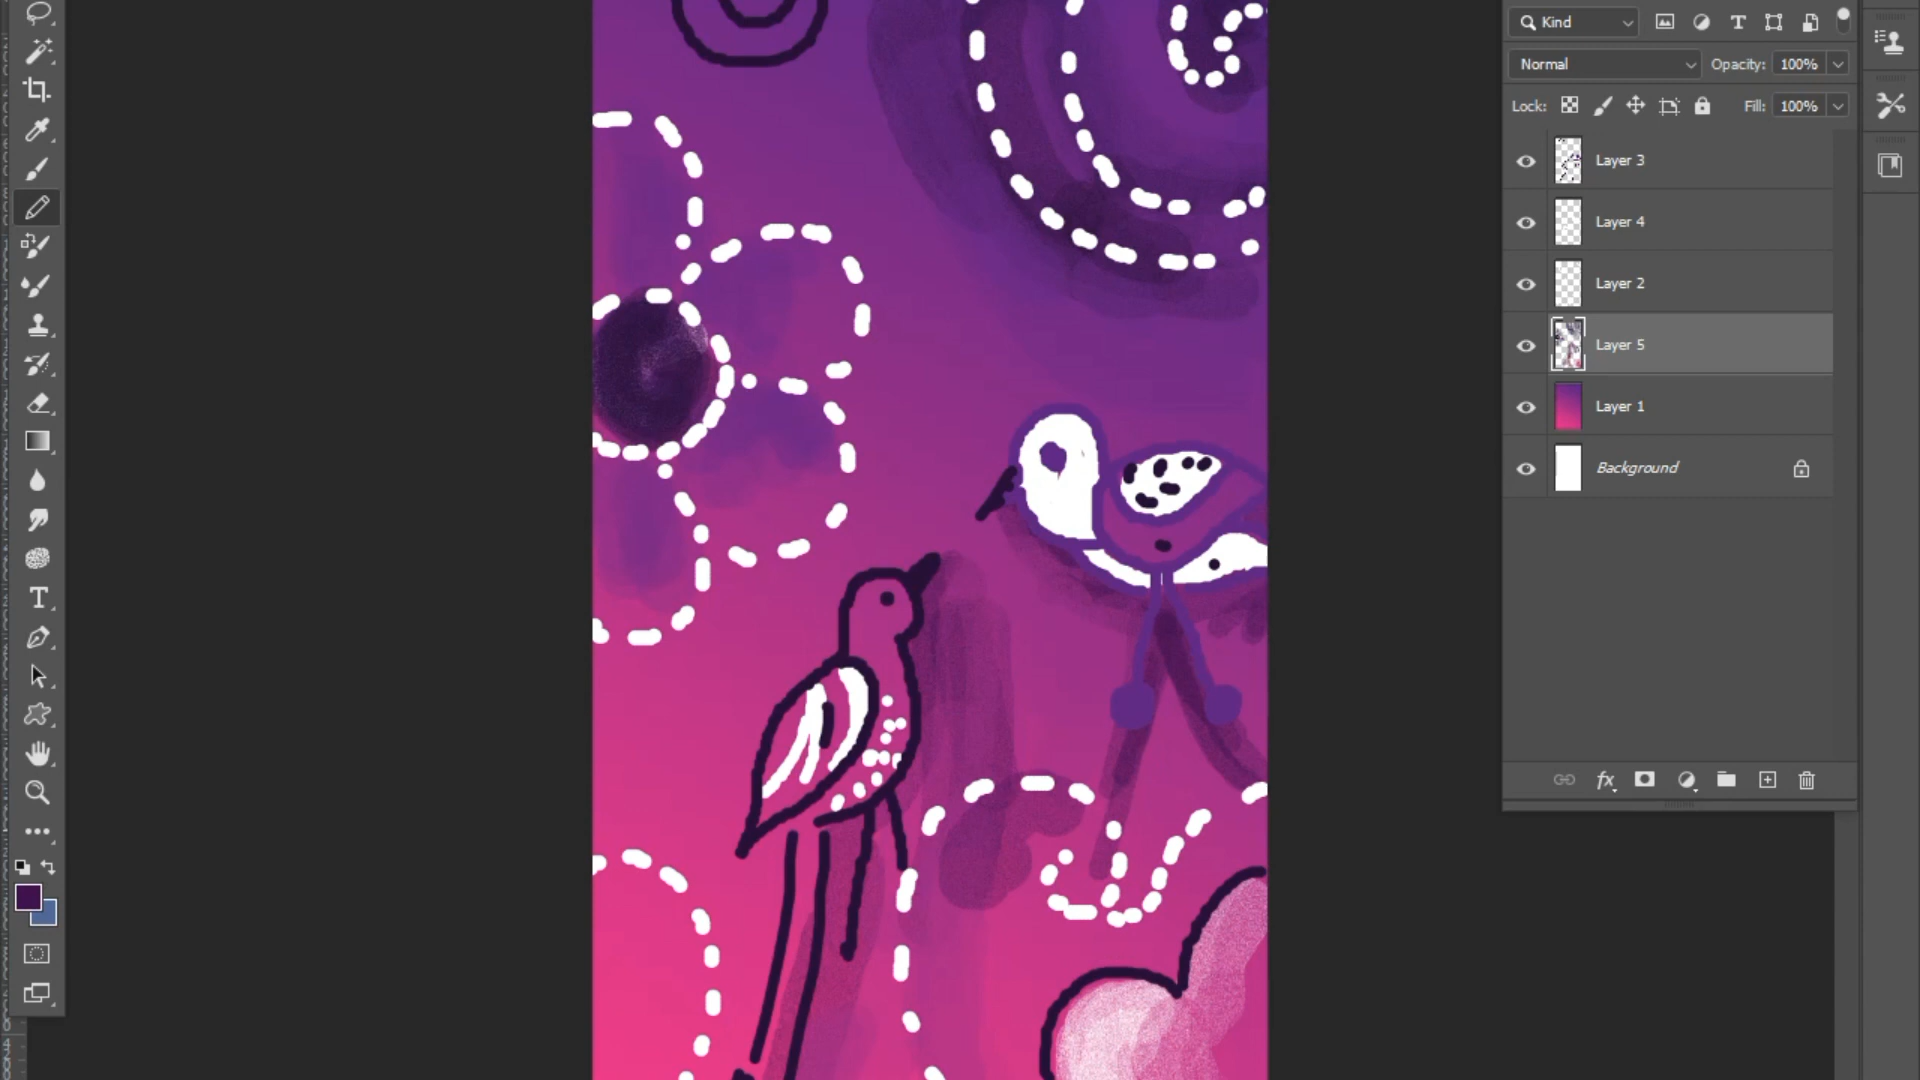 Kind
Normal Opacity: 100%
Lock: Fill: 100%
Layer 3
Layer 4
Layer 2
Layer 5
Layer 1
Background
fx